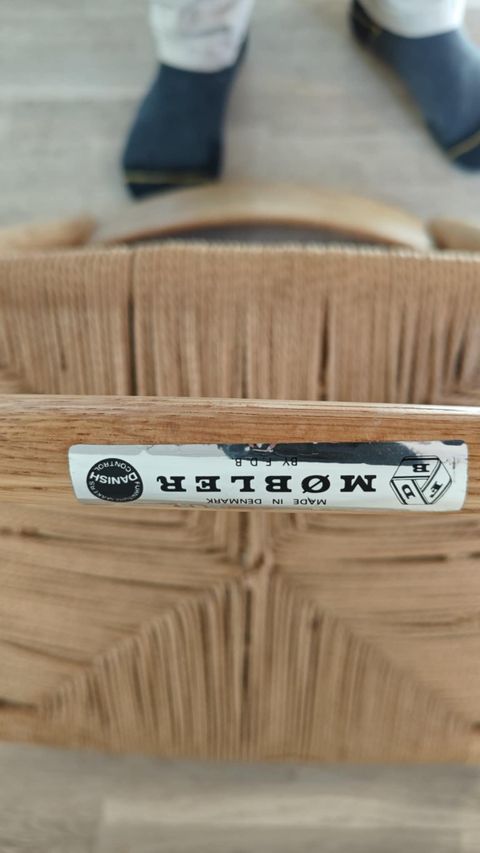 MADE IN DENMARK
MØBLER
BY F.D.B
F
D
B
DANISH
CONTROL